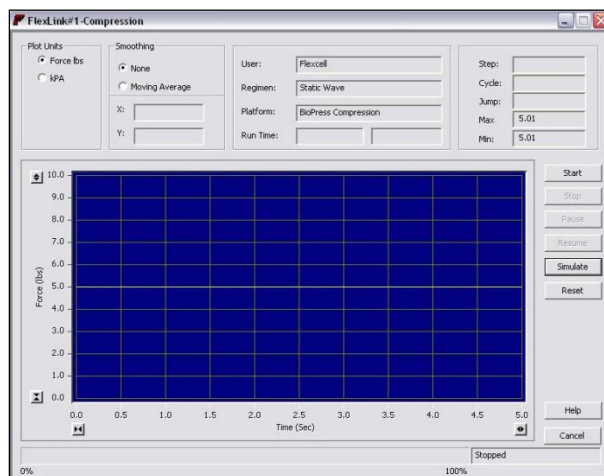 FlexLink#1-Compression
Plot Units
Force lbs
kPA
Smoothing
None
Moving Average
X:
Y:
User: Flexcell
Regimen: Static Wave
Platform: BioPress Compression
Run Time:
Step:
Cycle:
Jump:
Max 5.01
Min: 5.01
Start
Stop
Pause
Resume
Simulate
Reset
Help
Cancel
Force (lbs)
10.0
9.0
8.0
7.0
6.0
5.0
4.0
3.0
2.0
1.0
0.0
0.0 0.5 1.0 1.5 2.0 2.5 3.0 3.5 4.0 4.5 5.0
Time (Sec)
Stopped
0% 100%